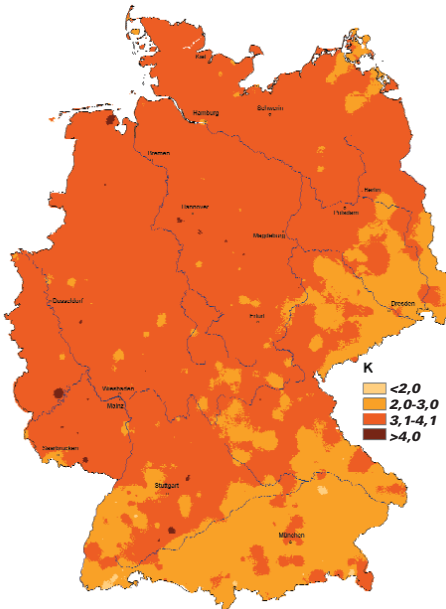 Kiel
Schwerin
Hamburg
Bremen
Berlin
Hannover
Potsdam
Magdeburg
Düsseldorf
Dresden
Erfurt
K
<2,0
2,0-3,0
3,1-4,1
>4,0
Wiesbaden
Mainz
Saarbrücken
Stuttgart
München